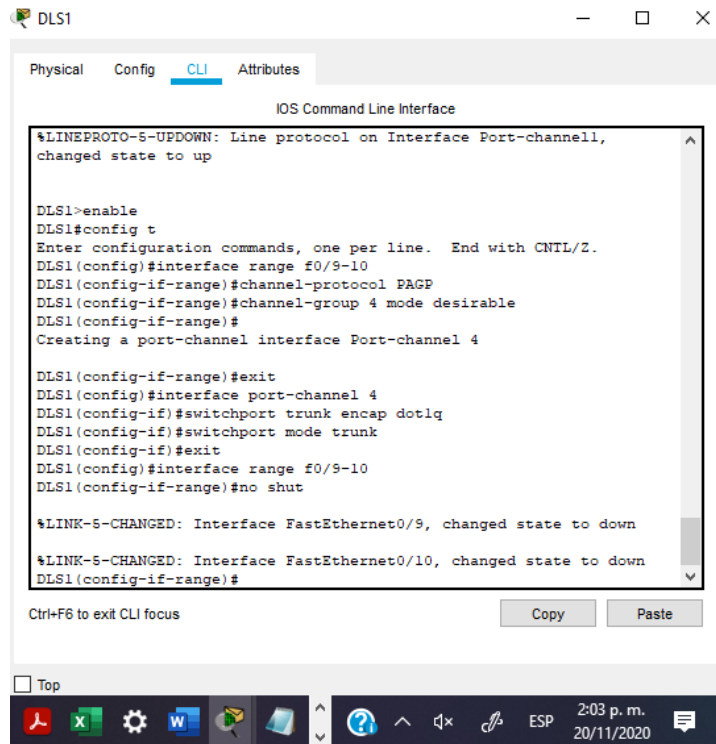 DLS1
Physical Config CLI Attributes
IOS Command Line Interface
%LINEPROTO-5-UPDOWN: Line protocol on Interface Port-channel1,
changed state to up
DLS1>enable
DLS1#config t
Enter configuration commands, one per line.  End with CNTL/Z.
DLS1(config)#interface range f0/9-10
DLS1(config-if-range)#channel-protocol PAGP
DLS1(config-if-range)#channel-group 4 mode desirable
DLS1(config-if-range)#
Creating a port-channel interface Port-channel 4
DLS1(config-if-range)#exit
DLS1(config)#interface port-channel 4
DLS1(config-if)#switchport trunk encap dot1q
DLS1(config-if)#switchport mode trunk
DLS1(config-if)#exit
DLS1(config)#interface range f0/9-10
DLS1(config-if-range)#no shut
%LINK-5-CHANGED: Interface FastEthernet0/9, changed state to down
%LINK-5-CHANGED: Interface FastEthernet0/10, changed state to down
DLS1(config-if-range)#
Ctrl+F6 to exit CLI focus
Copy Paste
Top
ESP
2:03 p. m.
20/11/2020